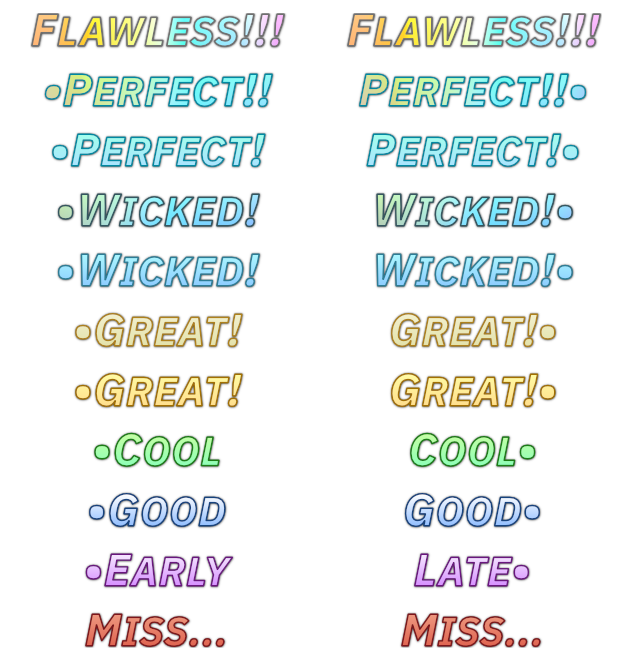 FLAWLESS!!! FLAWLESS!!!
•PERFECT!! PERFECT!!•
•PERFECT! PERFECT!•
•WICKED! WICKED!•
•WICKED! WICKED!•
•GREAT! GREAT!•
•GREAT! GREAT!•
•COOL COOL•
•GOOD GOOD•
•EARLY LATE•
MISS... MISS...